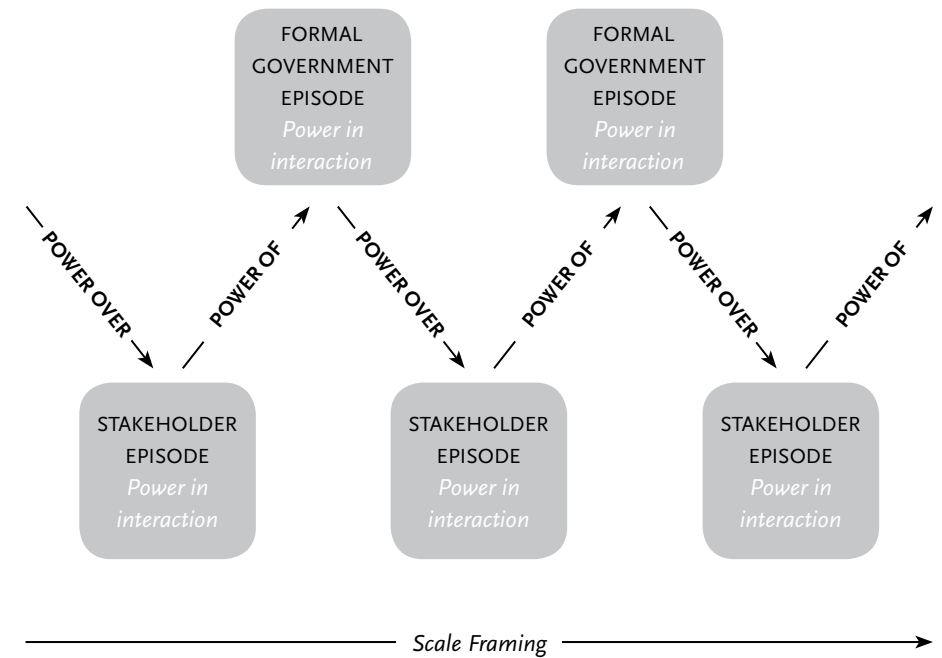 FORMAL
GOVERNMENT
EPISODE
Power in
interaction
FORMAL
GOVERNMENT
EPISODE
Power in
interaction
POWER OVER
POWER OF
POWER OVER
POWER OF
POWER OVER
POWER OF
STAKEHOLDER
EPISODE
Power in
interaction
STAKEHOLDER
EPISODE
Power in
interaction
STAKEHOLDER
EPISODE
Power in
interaction
Scale Framing